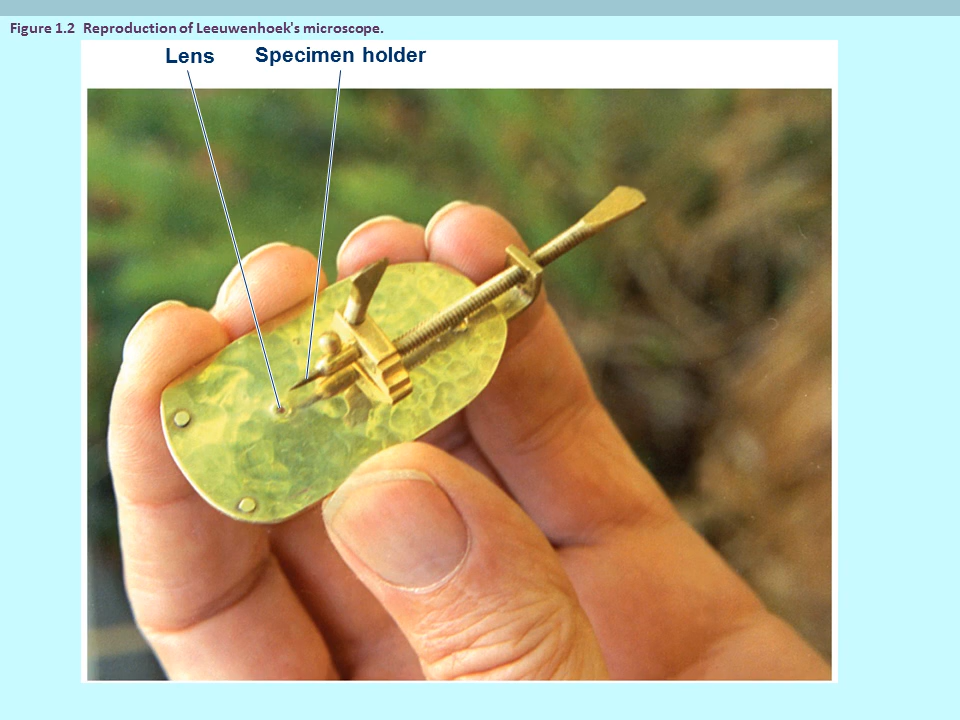 Figure 1.2  Reproduction of Leeuwenhoek's microscope.
Lens
Specimen holder